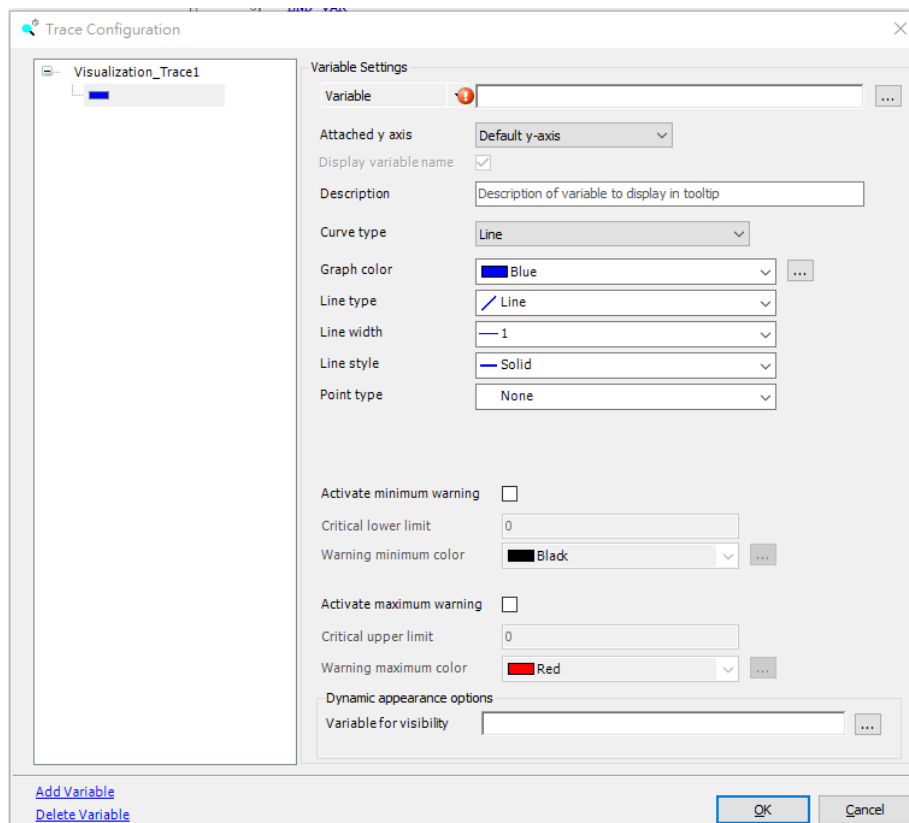 END_VAR
Trace Configuration
Visualization_Trace1
Variable Settings
Variable
...
Attached y axis
Default y-axis
Display variable name
Description
Description of variable to display in tooltip
Curve type
Line
Graph color
Blue
...
Line type
Line
Line width
1
Line style
Solid
Point type
None
Activate minimum warning
Critical lower limit
0
Warning minimum color
Black
...
Activate maximum warning
Critical upper limit
0
Warning maximum color
Red
...
Dynamic appearance options
Variable for visibility
...
Add Variable
Delete Variable
OK
Cancel